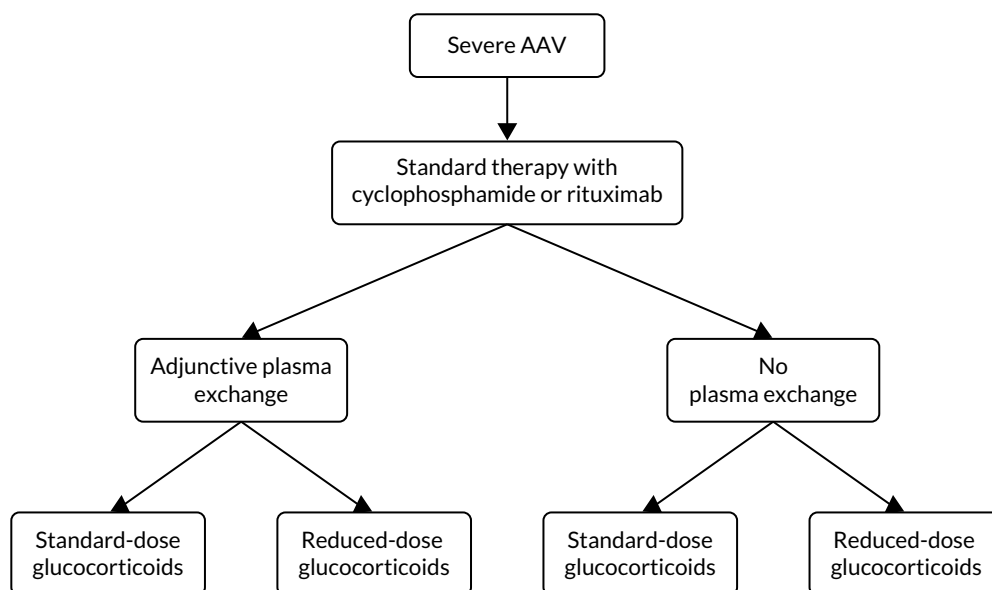 Severe AAV
Standard therapy with
cyclophosphamide or rituximab
Adjunctive plasma
exchange
No
plasma exchange
Standard-dose
glucocorticoids
Reduced-dose
glucocorticoids
Standard-dose
glucocorticoids
Reduced-dose
glucocorticoids